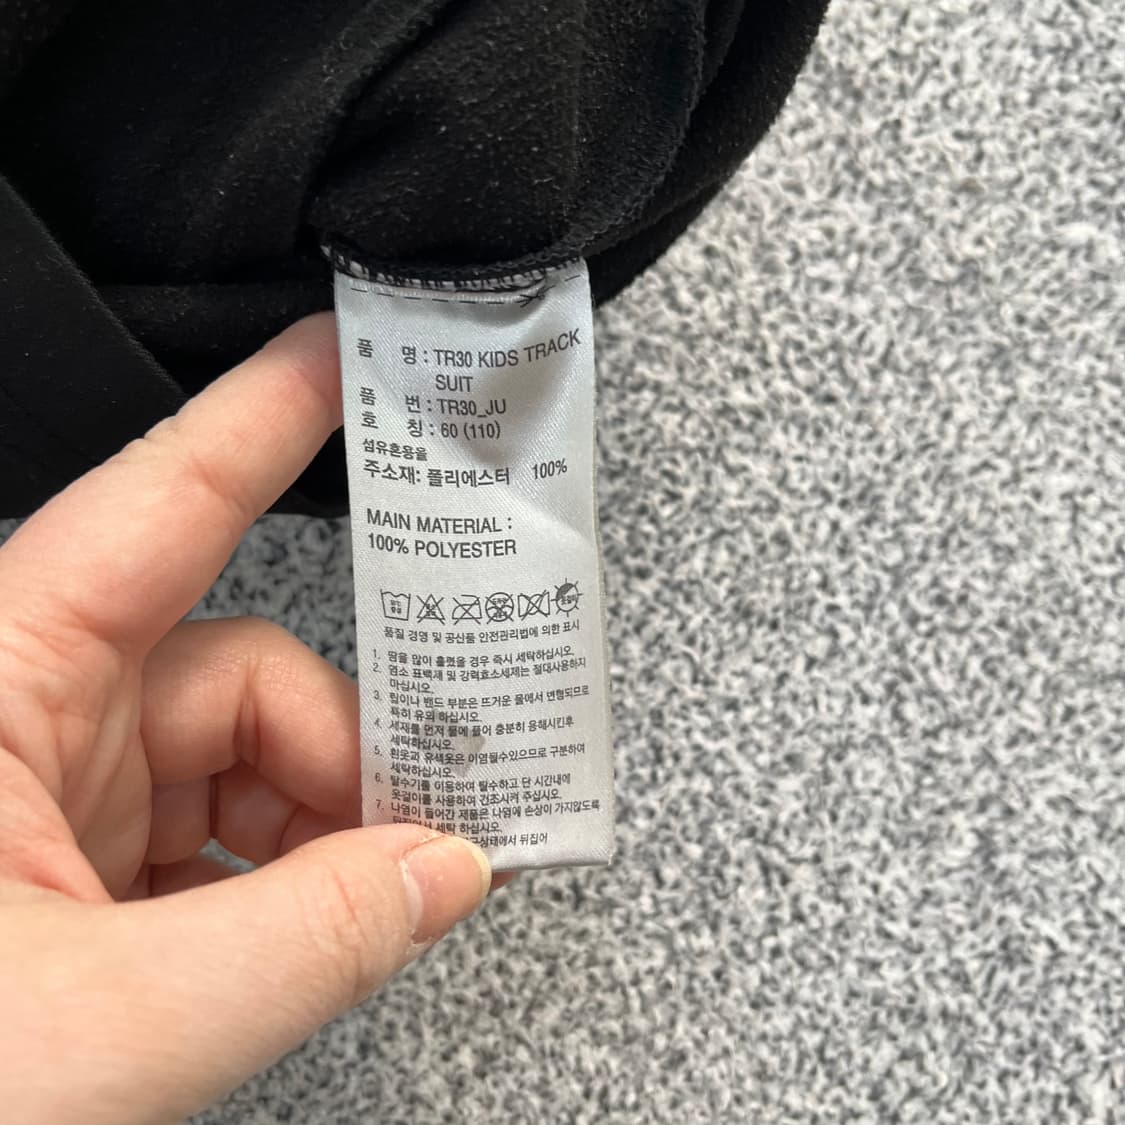 품 명 : TR30 KIDS TRACK
SUIT
품 번 : TR30_JU
호 칭 : 60 (110)
섬유혼용율
주소재: 폴리에스터 100%
MAIN MATERIAL :
100% POLYESTER
품질 경영 및 공산품 안전관리법에 의한 표시
1. 땀을 많이 흘렸을 경우 즉시 세탁하십시오.
2. 염소 표백재 및 강력효소세제는 절대사용하지
마십시오.
3. 립이나 밴드 부분은 뜨거운 물에서 변형되므로
특히 유의 하십시오.
4. 세재를 먼저 물에 풀어 충분히 용해시킨후
세탁하십시오.
5. 흰옷과 유색옷은 이염될수있으므로 구분하여
세탁하십시오.
6. 탈수기를 이용하여 탈수하고 단 시간내에
옷걸이를 사용하여 건조시켜 주십시오.
7. 나염이 들어간 제품은 나염에 손상이 가지않도록
세탁 하십시오.
뒤집어